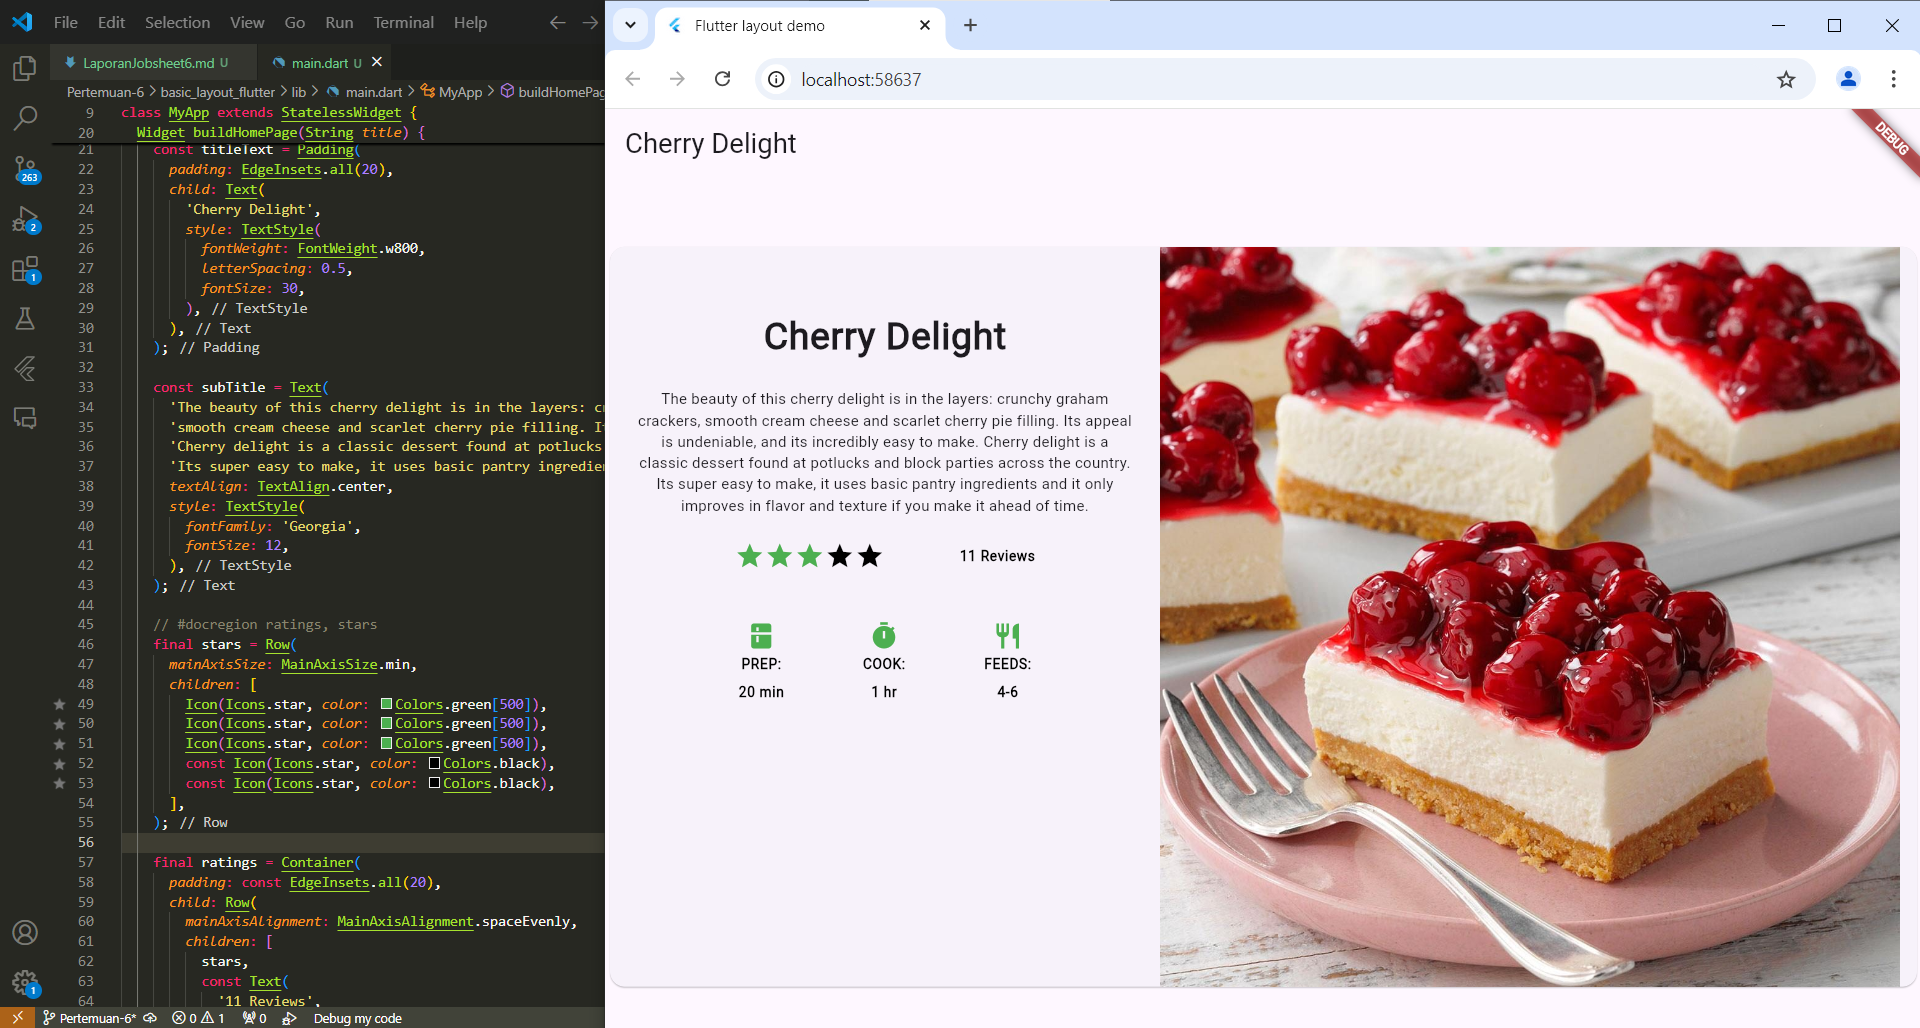 File Edit Selection View Go Run Terminal Help
LaporanJobsheet6.md U
main.dart U
Pertemuan-6 > basic_layout_flutter > lib > main.dart > MyApp > buildHomePag
9 class MyApp extends StatelessWidget {
20 Widget buildHomePage(String title) {
21 const titleText = Padding(
22 padding: EdgeInsets.all(20),
23 child: Text(
24 'Cherry Delight',
25 style: TextStyle(
26 fontWeight: FontWeight.w800,
27 letterSpacing: 0.5,
28 fontSize: 30,
29 ), // TextStyle
30 ), // Text
31 ); // Padding
32
33 const subTitle = Text(
34 'The beauty of this cherry delight is in the layers: cr
35 'smooth cream cheese and scarlet cherry pie filling. I
36 'Cherry delight is a classic dessert found at potlucks
37 'Its super easy to make, it uses basic pantry ingredie
38 textAlign: TextAlign.center,
39 style: TextStyle(
40 fontFamily: 'Georgia',
41 fontSize: 12,
42 ), // TextStyle
43 ); // Text
44
45 // #docregion ratings, stars
46 final stars = Row(
47 mainAxisSize: MainAxisSize.min,
48 children: [
49 Icon(Icons.star, color: Colors.green[500]),
50 Icon(Icons.star, color: Colors.green[500]),
51 Icon(Icons.star, color: Colors.green[500]),
52 const Icon(Icons.star, color: Colors.black),
53 const Icon(Icons.star, color: Colors.black),
54 ],
55 ); // Row
56
57 final ratings = Container(
58 padding: const EdgeInsets.all(20),
59 child: Row(
60 mainAxisAlignment: MainAxisAlignment.spaceEvenly,
61 children: [
62 stars,
63 const Text(
64 '11 Reviews',
263
2
1
1
Pertemuan-6* 0 1 0 Debug my code
Flutter layout demo
localhost:58637
DEBUG
Cherry Delight
Cherry Delight
The beauty of this cherry delight is in the layers: crunchy graham
crackers, smooth cream cheese and scarlet cherry pie filling. Its appeal
is undeniable, and its incredibly easy to make. Cherry delight is a
classic dessert found at potlucks and block parties across the country.
Its super easy to make, it uses basic pantry ingredients and it only
improves in flavor and texture if you make it ahead of time.
11 Reviews
PREP: COOK: FEEDS:
20 min 1 hr 4-6